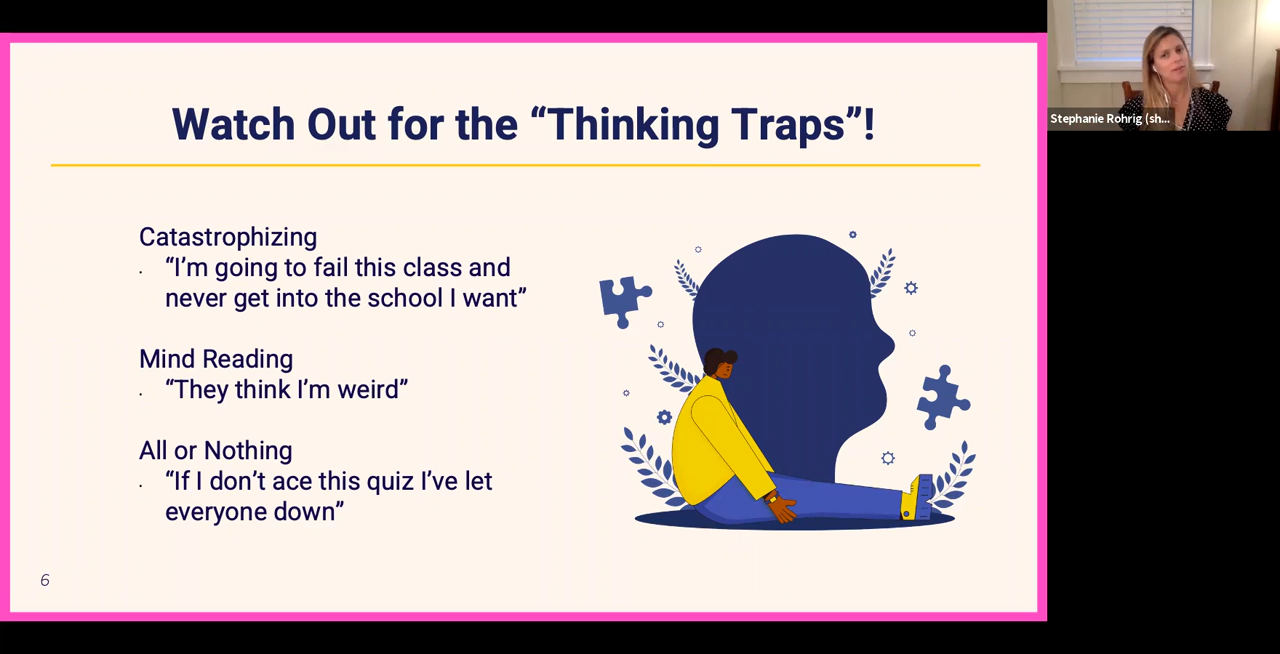 Watch Out for the “Thinking Traps”!
Catastrophizing
· “I’m going to fail this class and
never get into the school I want”
Mind Reading
· “They think I’m weird”
All or Nothing
· “If I don’t ace this quiz I’ve let
everyone down”
6
Stephanie Rohrig (sh...